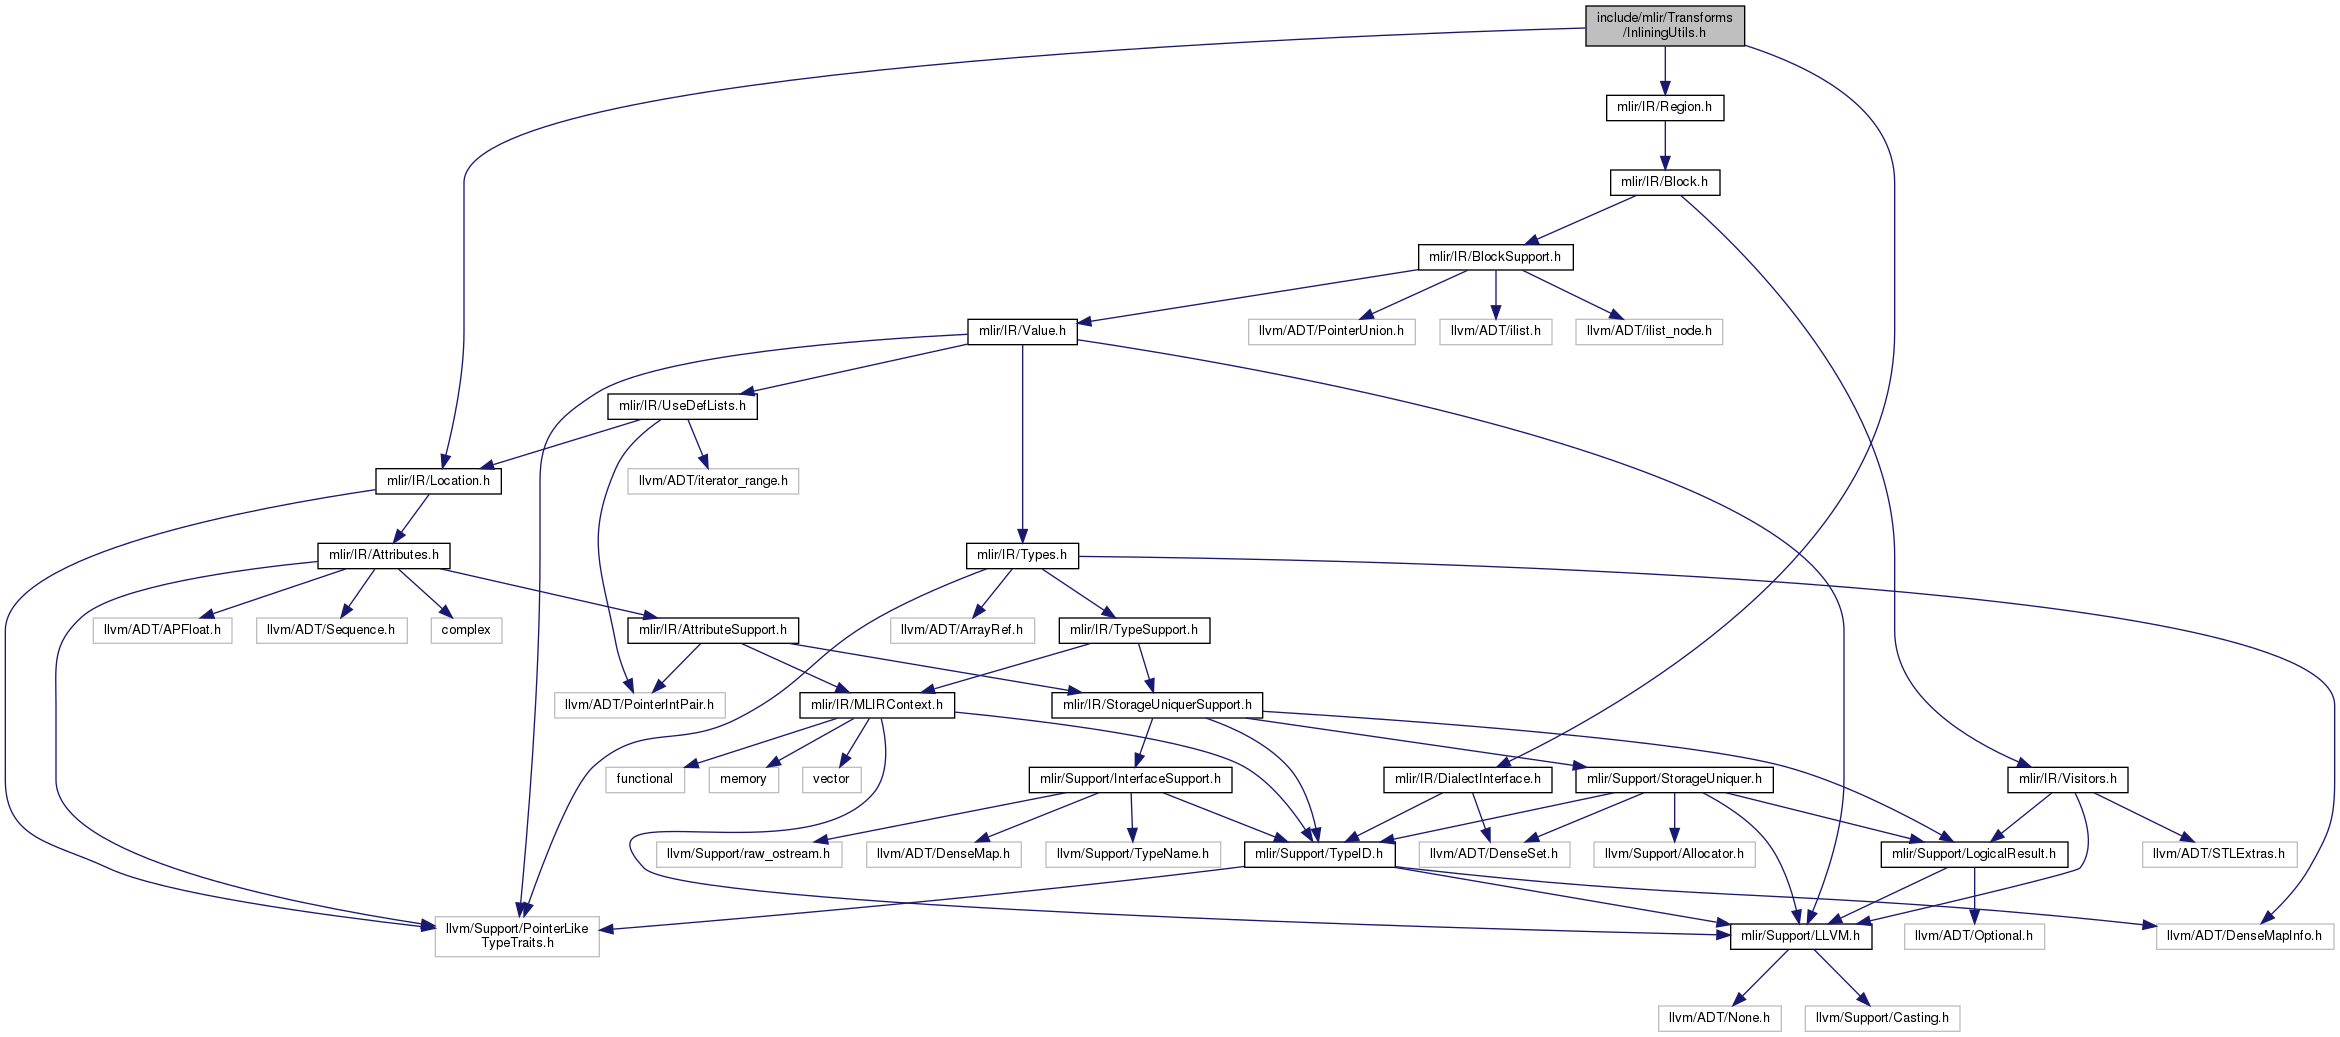 include/mlir/Transforms
/InliningUtils.h
mlir/IR/Region.h
mlir/IR/Block.h
mlir/IR/BlockSupport.h
mlir/IR/Value.h
llvm/ADT/PointerUnion.h
llvm/ADT/ilist.h
llvm/ADT/ilist_node.h
mlir/IR/UseDefLists.h
mlir/IR/Location.h
llvm/ADT/iterator_range.h
mlir/IR/Attributes.h
mlir/IR/Types.h
llvm/ADT/APFloat.h
llvm/ADT/Sequence.h
complex
mlir/IR/AttributeSupport.h
llvm/ADT/ArrayRef.h
mlir/IR/TypeSupport.h
llvm/ADT/PointerIntPair.h
mlir/IR/MLIRContext.h
mlir/IR/StorageUniquerSupport.h
functional
memory
vector
mlir/Support/InterfaceSupport.h
mlir/IR/DialectInterface.h
mlir/Support/StorageUniquer.h
mlir/IR/Visitors.h
llvm/Support/raw_ostream.h
llvm/ADT/DenseMap.h
llvm/Support/TypeName.h
mlir/Support/TypeID.h
llvm/ADT/DenseSet.h
llvm/Support/Allocator.h
mlir/Support/LogicalResult.h
llvm/ADT/STLExtras.h
llvm/Support/PointerLike
TypeTraits.h
mlir/Support/LLVM.h
llvm/ADT/Optional.h
llvm/ADT/DenseMapInfo.h
llvm/ADT/None.h
llvm/Support/Casting.h